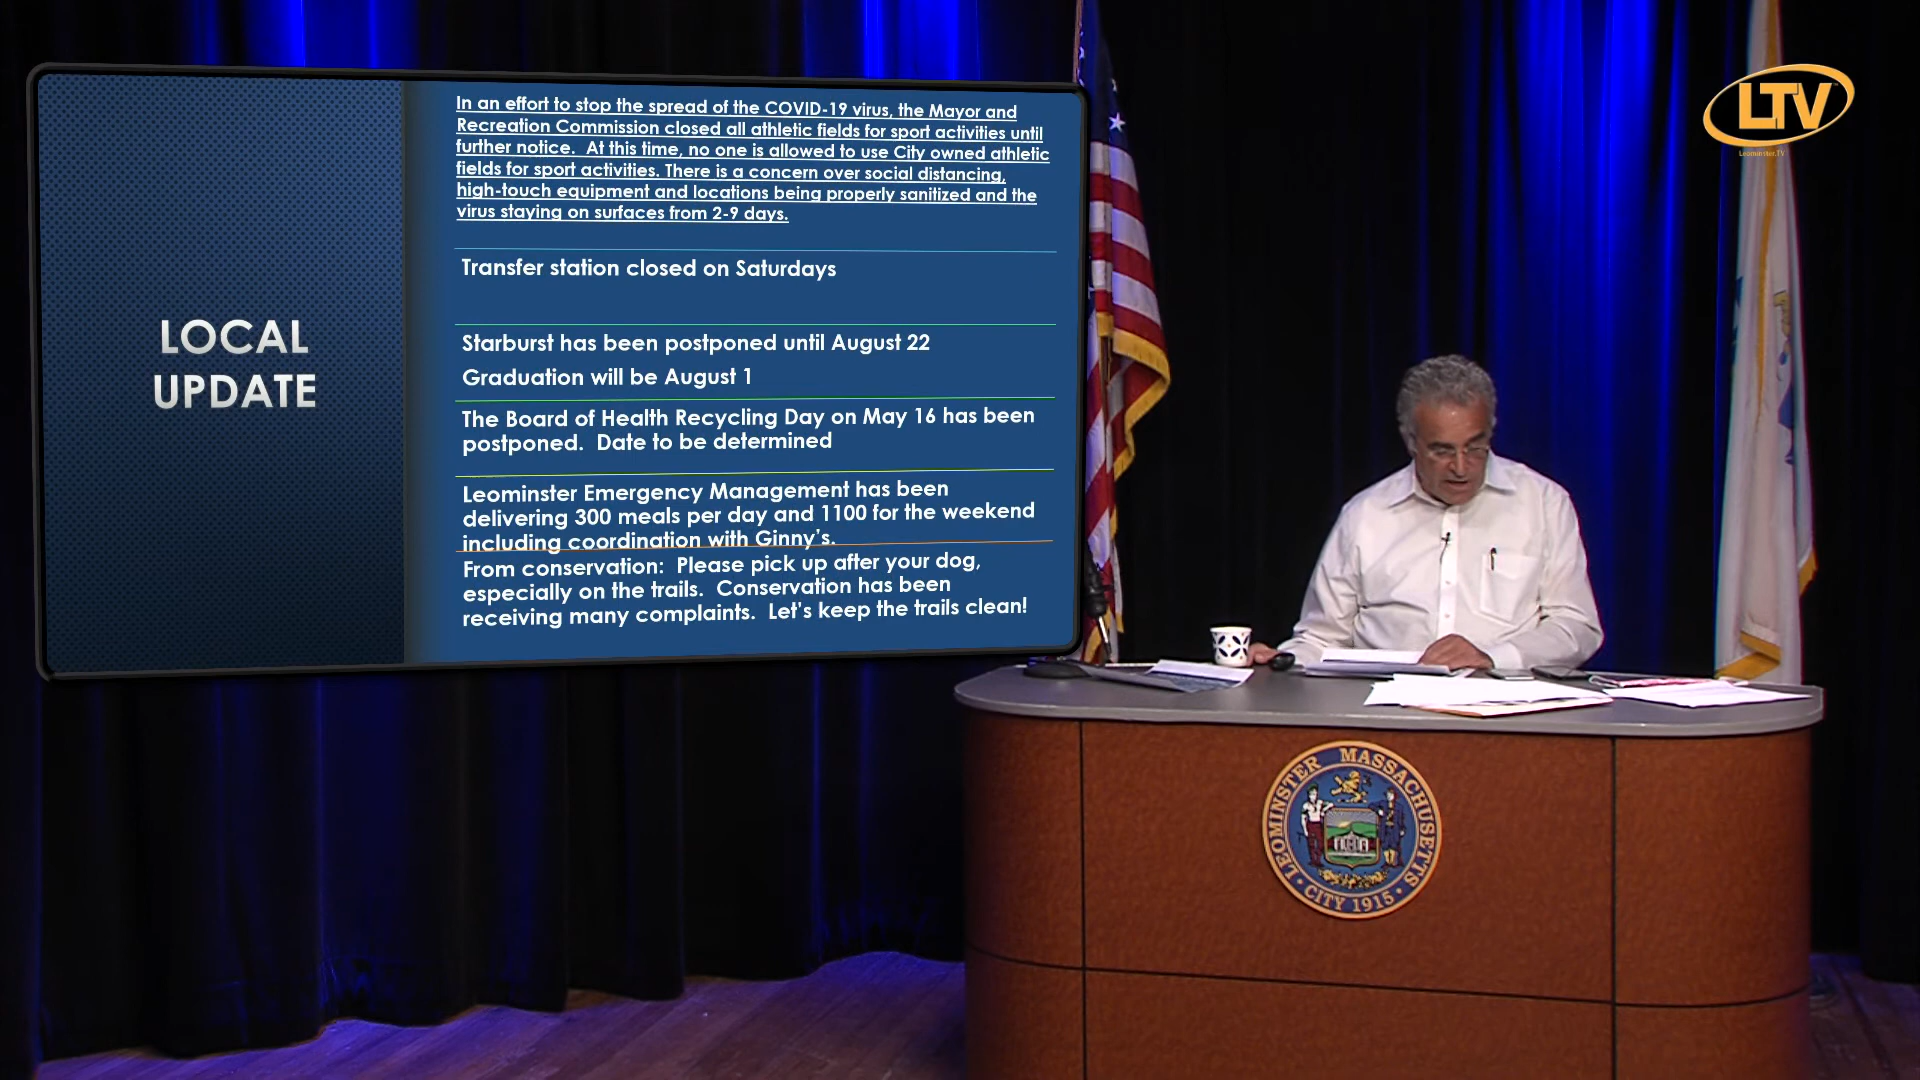 In an effort to stop the spread of the COVID-19 virus, the Mayor and
Recreation Commission closed all athletic fields for sport activities until
further notice.  At this time, no one is allowed to use City owned athletic
fields for sport activities. There is a concern over social distancing,
high-touch equipment and locations being properly sanitized and the
virus staying on surfaces from 2-9 days.
Transfer station closed on Saturdays
LOCAL
UPDATE
Starburst has been postponed until August 22
Graduation will be August 1
The Board of Health Recycling Day on May 16 has been
postponed.  Date to be determined
Leominster Emergency Management has been
delivering 300 meals per day and 1100 for the weekend
including coordination with Ginny's.
From conservation:  Please pick up after your dog,
especially on the trails.  Conservation has been
receiving many complaints.  Let's keep the trails clean!
LTV
Leominster.TV
LEOMINSTER MASSACHUSETTS
CITY 1915